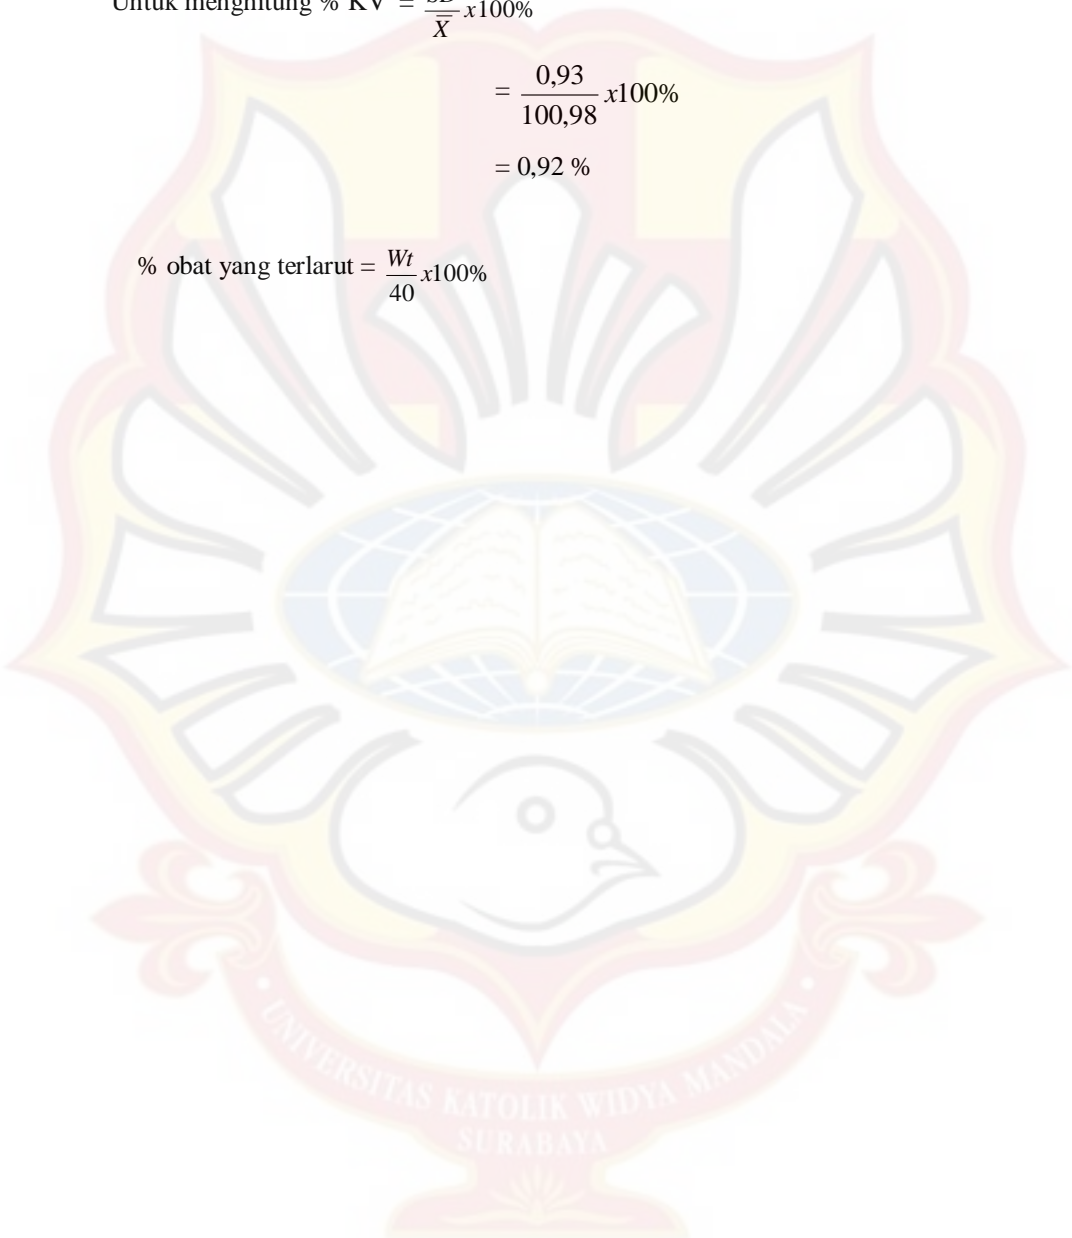 Untuk menghitung % KV = SD/X̅ x100%
= 0,93/100,98 x100%
= 0,92 %
% obat yang terlarut = Wt/40 x100%
• UNIVERSITAS KATOLIK WIDYA MANDALA •
SURABAYA